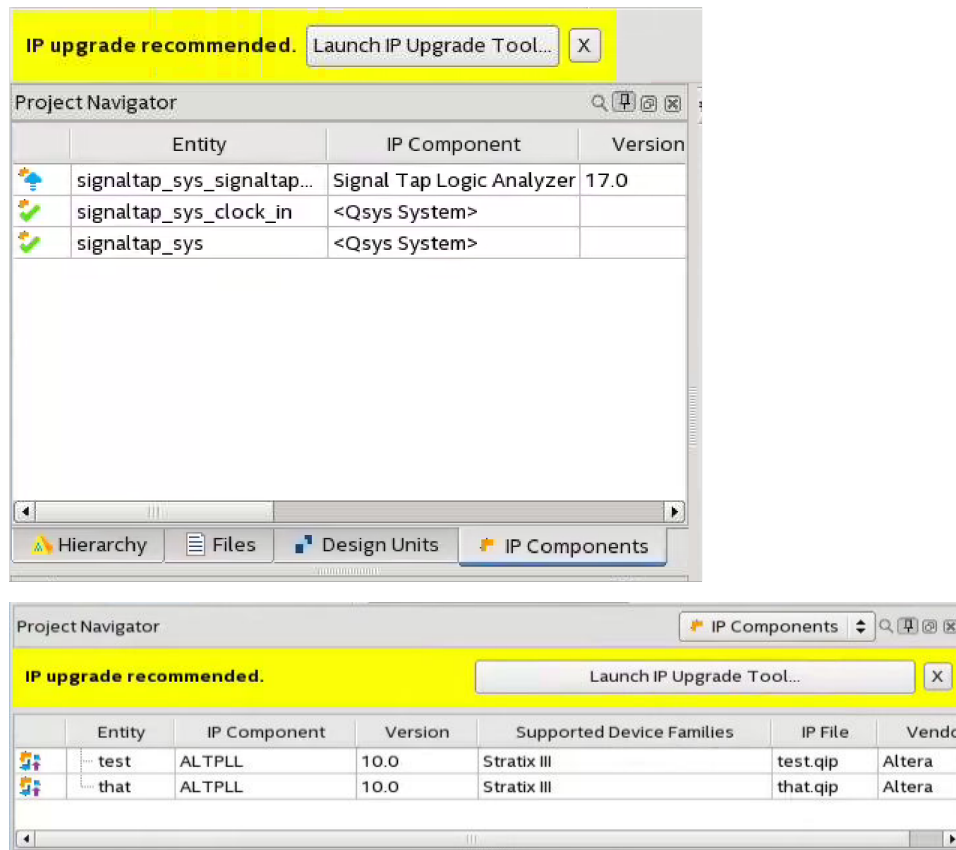 IP upgrade recommended. Launch IP Upgrade Tool... X
Project Navigator
Entity IP Component Version
signaltap_sys_signaltap... Signal Tap Logic Analyzer 17.0
signaltap_sys_clock_in <Qsys System>
signaltap_sys <Qsys System>
Hierarchy Files Design Units IP Components
Project Navigator IP Components
IP upgrade recommended. Launch IP Upgrade Tool... X
Entity IP Component Version Supported Device Families IP File Vendo
test ALTPLL 10.0 Stratix III test.qip Altera
that ALTPLL 10.0 Stratix III that.qip Altera